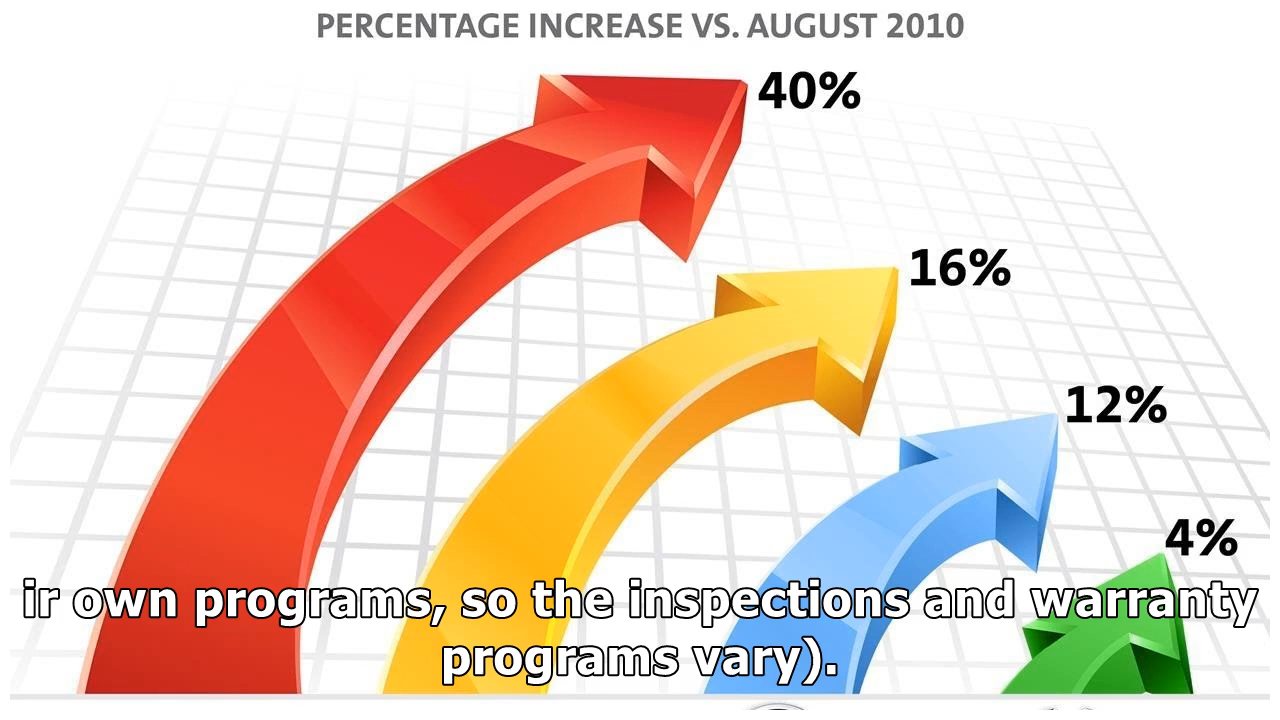 PERCENTAGE INCREASE VS. AUGUST 2010
40%
16%
12%
4%
ir own programs, so the inspections and warranty
programs vary).